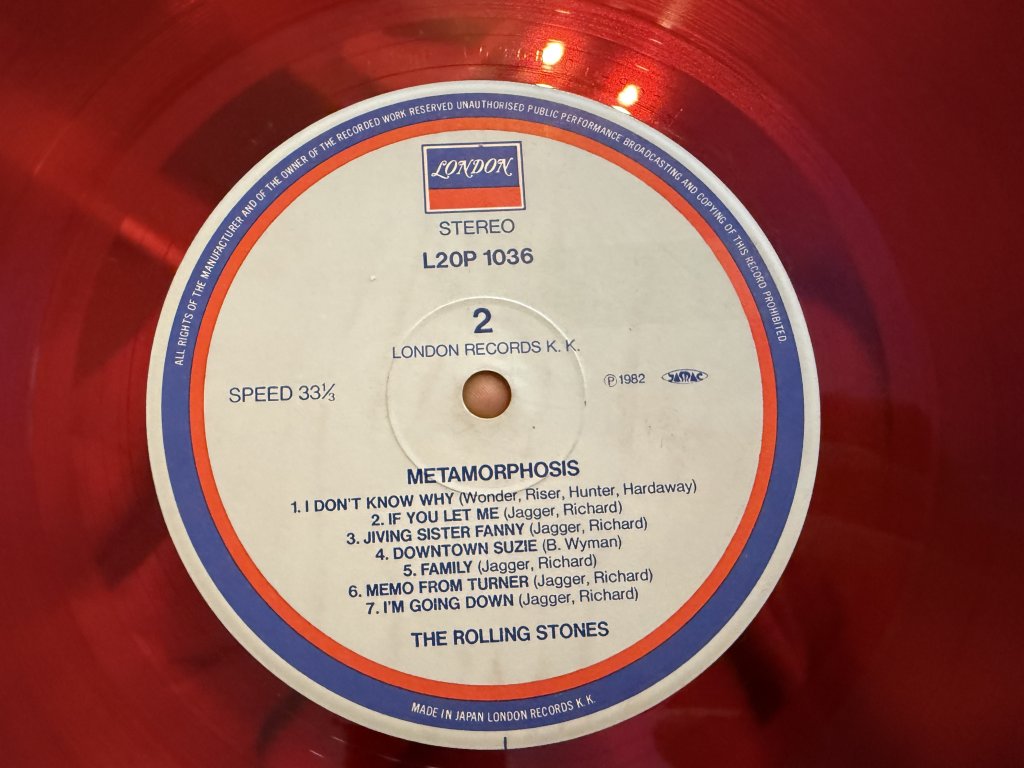 ALL RIGHTS OF THE MANUFACTURER AND OF THE OWNER OF THE RECORDED WORK RESERVED UNAUTHORISED PUBLIC PERFORMANCE BROADCASTING AND COPYING OF THIS RECORD PROHIBITED
LONDON
STEREO
L20P 1036
2
LONDON RECORDS K. K.
SPEED 33⅓
Ⓟ1982 JASRAC
METAMORPHOSIS
1. I DON'T KNOW WHY (Wonder, Riser, Hunter, Hardaway)
2. IF YOU LET ME (Jagger, Richard)
3. JIVING SISTER FANNY (Jagger, Richard)
4. DOWNTOWN SUZIE (B. Wyman)
5. FAMILY (Jagger, Richard)
6. MEMO FROM TURNER (Jagger, Richard)
7. I'M GOING DOWN (Jagger, Richard)
THE ROLLING STONES
MADE IN JAPAN LONDON RECORDS K.K.